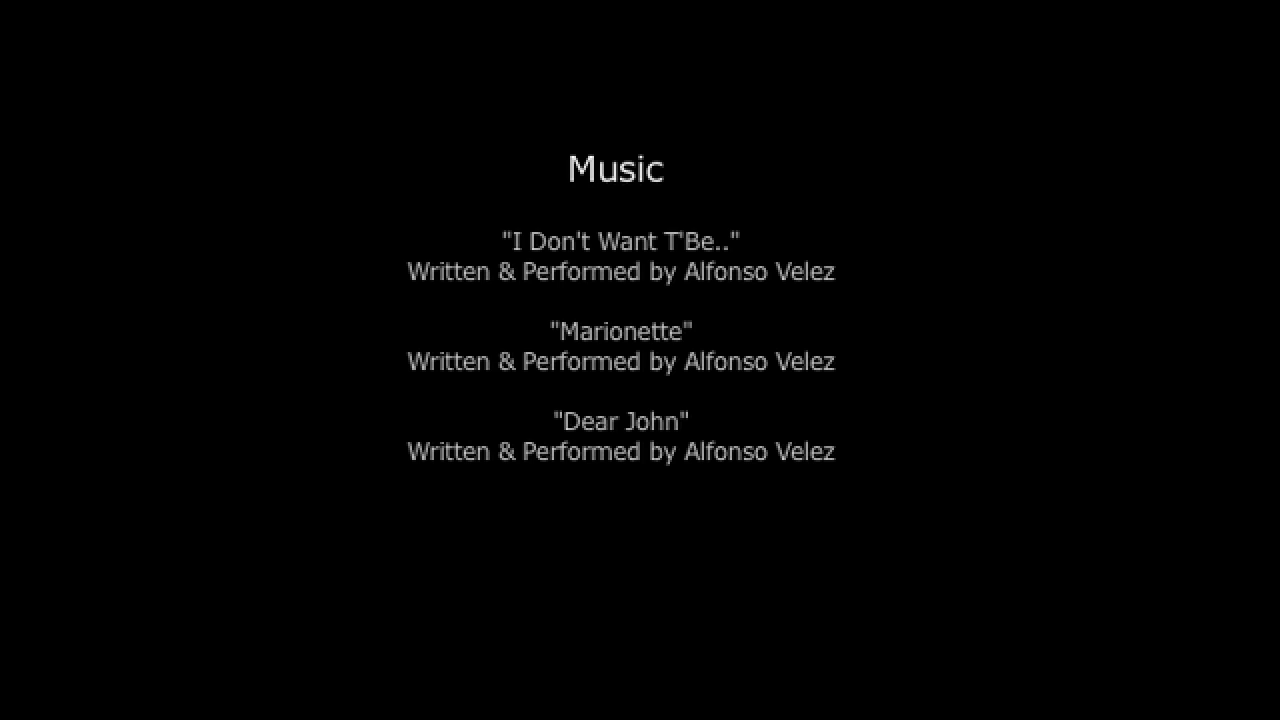 Music
"I Don't Want T'Be.."
Written & Performed by Alfonso Velez
"Marionette"
Written & Performed by Alfonso Velez
"Dear John"
Written & Performed by Alfonso Velez